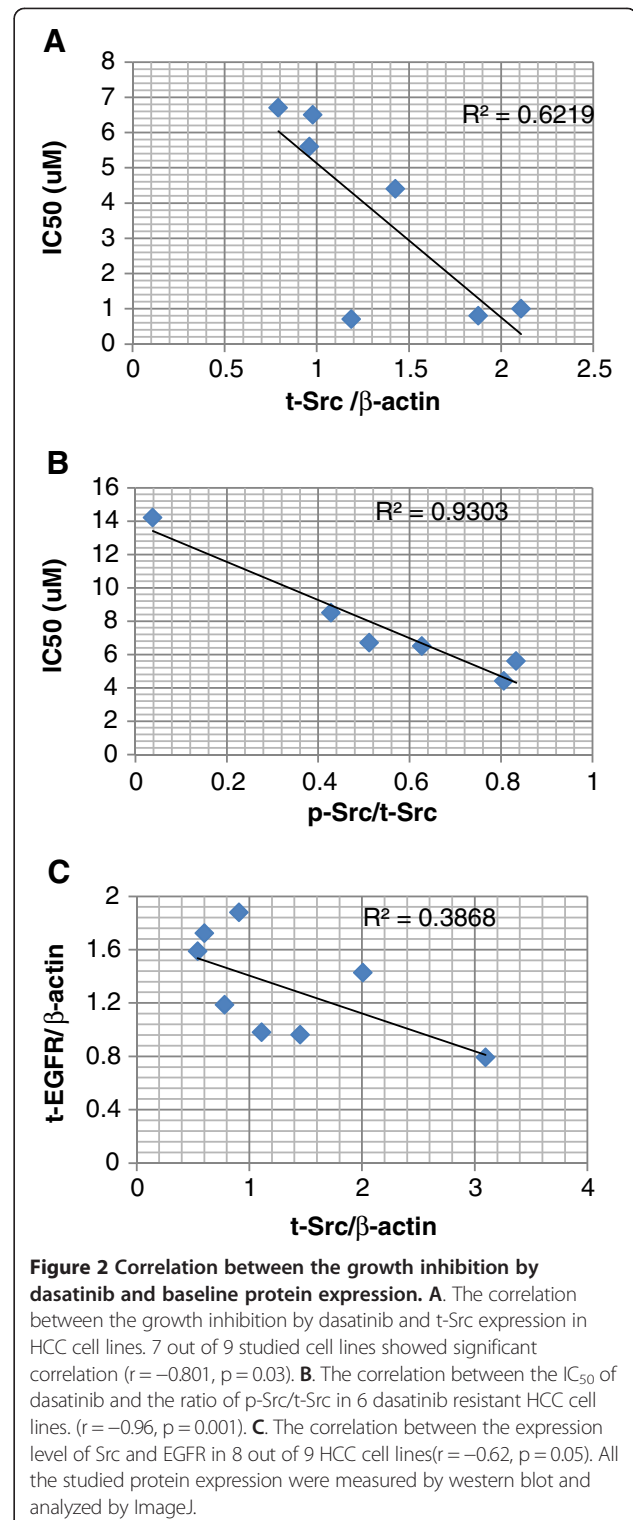 A
8
7
6
5
4
3
2
1
0
IC50 (uM)
R² = 0.6219
0 0.5 1 1.5 2 2.5
t-Src /β-actin
B
16
14
12
10
8
6
4
2
0
IC50 (uM)
R² = 0.9303
0 0.2 0.4 0.6 0.8 1
p-Src/t-Src
C
2
1.6
1.2
0.8
0.4
0
t-EGFR/β-actin
R² = 0.3868
0 1 2 3 4
t-Src/β-actin
Figure 2 Correlation between the growth inhibition by
dasatinib and baseline protein expression. A. The correlation
between the growth inhibition by dasatinib and t-Src expression in
HCC cell lines. 7 out of 9 studied cell lines showed significant
correlation (r = −0.801, p = 0.03). B. The correlation between the IC₅₀ of
dasatinib and the ratio of p-Src/t-Src in 6 dasatinib resistant HCC cell
lines. (r = −0.96, p = 0.001). C. The correlation between the expression
level of Src and EGFR in 8 out of 9 HCC cell lines(r = −0.62, p = 0.05). All
the studied protein expression were measured by western blot and
analyzed by ImageJ.